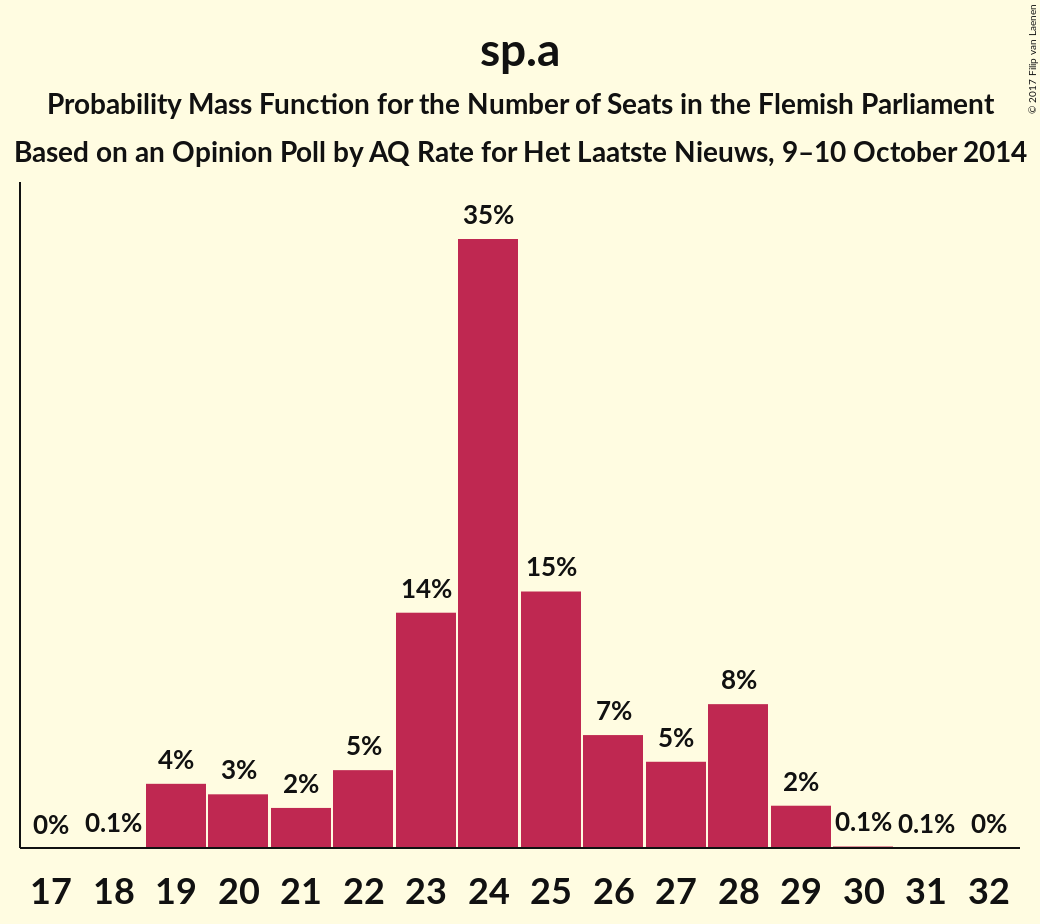 sp.a
Probability Mass Function for the Number of Seats in the Flemish Parliament
Based on an Opinion Poll by AQ Rate for Het Laatste Nieuws, 9–10 October 2014
© 2017 Filip van Laenen
0% 0.1% 4% 3% 2% 5% 14% 35% 15% 7% 5% 8% 2% 0.1% 0.1% 0%
17 18 19 20 21 22 23 24 25 26 27 28 29 30 31 32